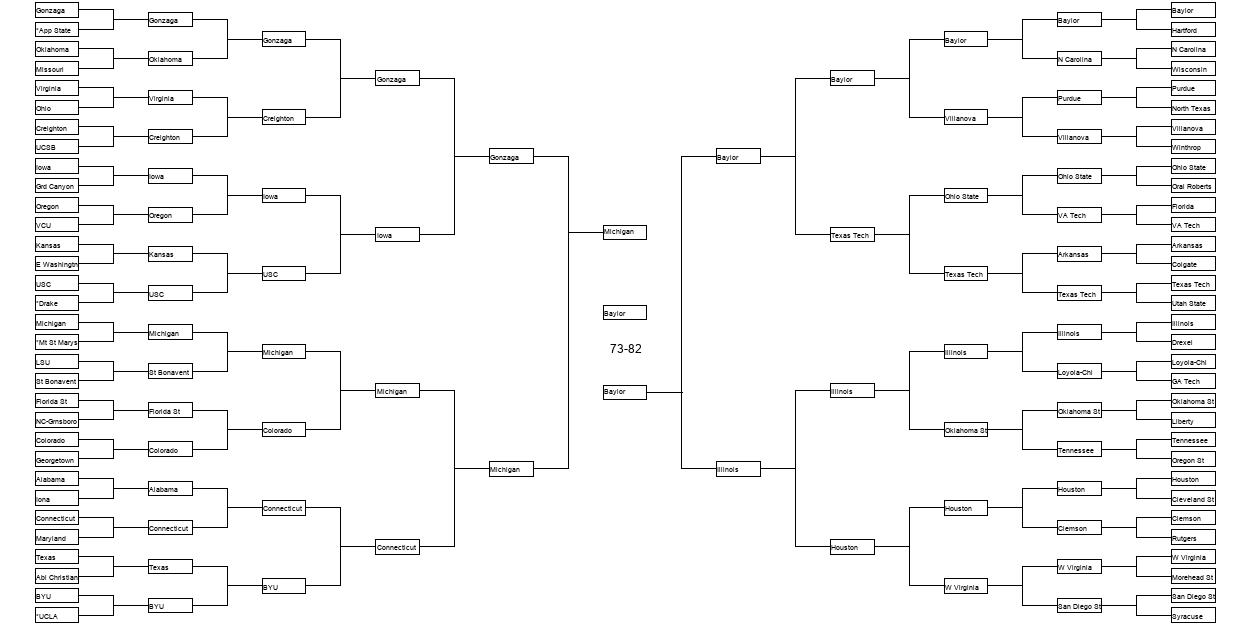 Gonzaga
*App State
Oklahoma
Missouri
Virginia
Ohio
Creighton
UCSB
Iowa
Grd Canyon
Oregon
VCU
Kansas
E Washingtn
USC
*Drake
Michigan
*Mt St Marys
LSU
St Bonavent
Florida St
NC-Grnsboro
Colorado
Georgetown
Alabama
Iona
Connecticut
Maryland
Texas
Abl Christian
BYU
*UCLA
Gonzaga
Oklahoma
Virginia
Creighton
Iowa
Oregon
Kansas
USC
Michigan
St Bonavent
Florida St
Colorado
Alabama
Connecticut
Texas
BYU
Gonzaga
Creighton
Iowa
USC
Michigan
Colorado
Connecticut
BYU
Gonzaga
Iowa
Michigan
Connecticut
Gonzaga
Michigan
Michigan
Baylor
73-82
Baylor
Baylor
Illinois
Baylor
Texas Tech
Illinois
Houston
Baylor
Villanova
Ohio State
Texas Tech
Illinois
Oklahoma St
Houston
W Virginia
Baylor
N Carolina
Purdue
Villanova
Ohio State
VA Tech
Arkansas
Texas Tech
Illinois
Loyola-Chi
Oklahoma St
Tennessee
Houston
Clemson
W Virginia
San Diego St
Baylor
Hartford
N Carolina
Wisconsin
Purdue
North Texas
Villanova
Winthrop
Ohio State
Oral Roberts
Florida
VA Tech
Arkansas
Colgate
Texas Tech
Utah State
Illinois
Drexel
Loyola-Chi
GA Tech
Oklahoma St
Liberty
Tennessee
Oregon St
Houston
Cleveland St
Clemson
Rutgers
W Virginia
Morehead St
San Diego St
Syracuse